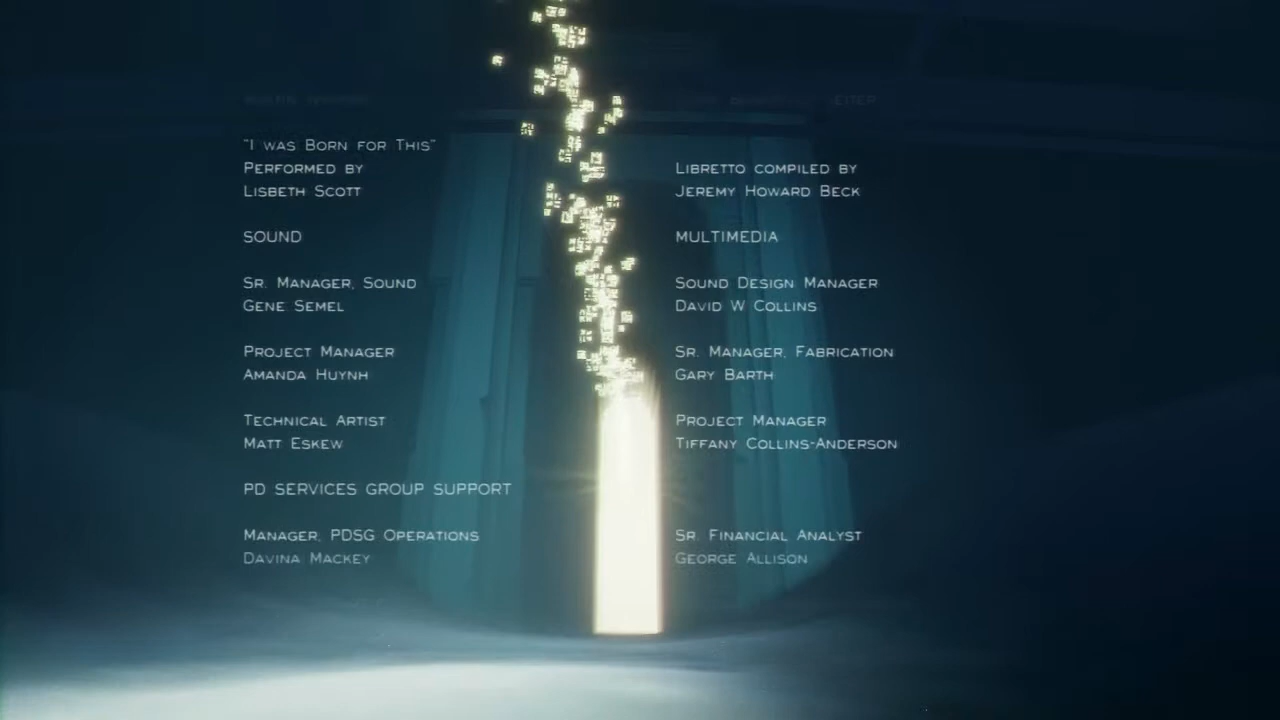 "I was Born for This"
Performed by
Lisbeth Scott
Libretto compiled by
Jeremy Howard Beck
SOUND
MULTIMEDIA
Sr. Manager, Sound
Gene Semel
Sound Design Manager
David W Collins
Project Manager
Amanda Huynh
Sr. Manager, Fabrication
Gary Barth
Technical Artist
Matt Eskew
Project Manager
Tiffany Collins-Anderson
PD SERVICES GROUP SUPPORT
Manager, PDSG Operations
Davina Mackey
Sr. Financial Analyst
George Allison